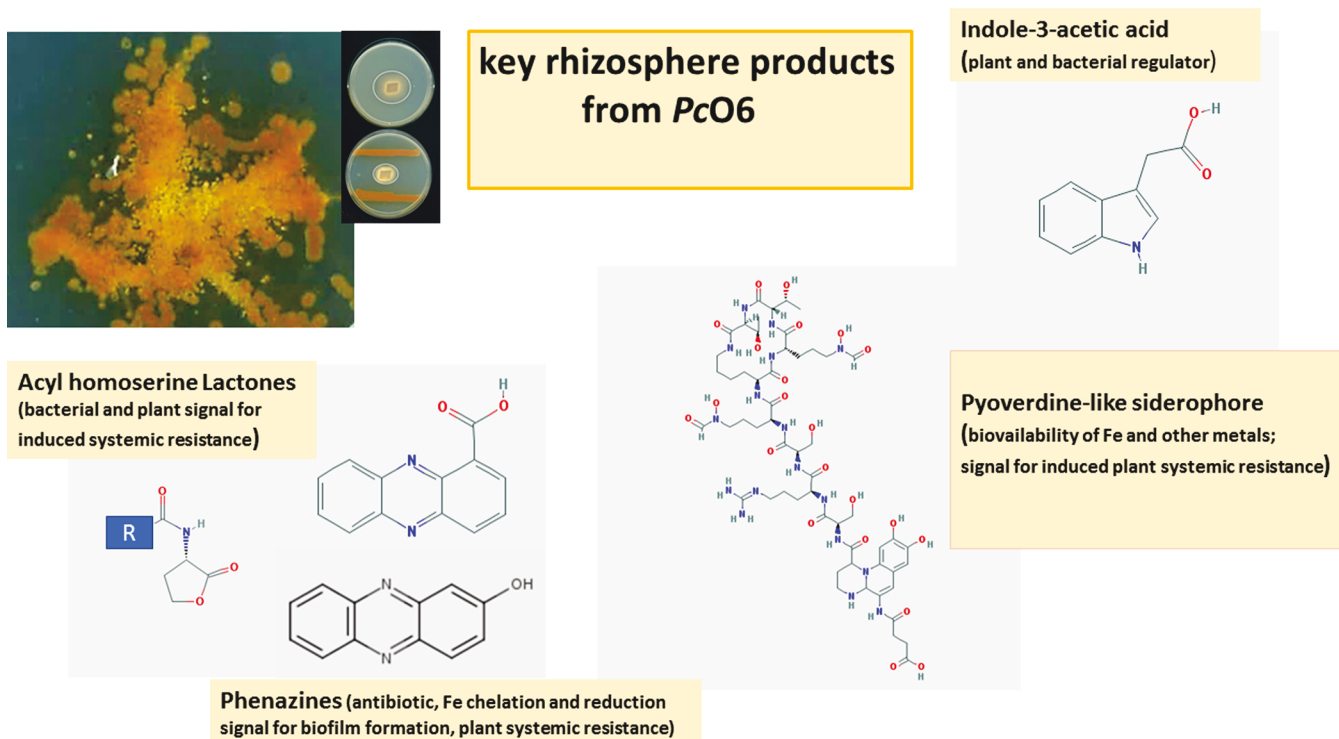 key rhizosphere products
from PcO6
Indole-3-acetic acid
(plant and bacterial regulator)
Acyl homoserine Lactones
(bacterial and plant signal for
induced systemic resistance)
R
Pyoverdine-like siderophore
(biovailability of Fe and other metals;
signal for induced plant systemic resistance)
Phenazines (antibiotic, Fe chelation and reduction
signal for biofilm formation, plant systemic resistance)